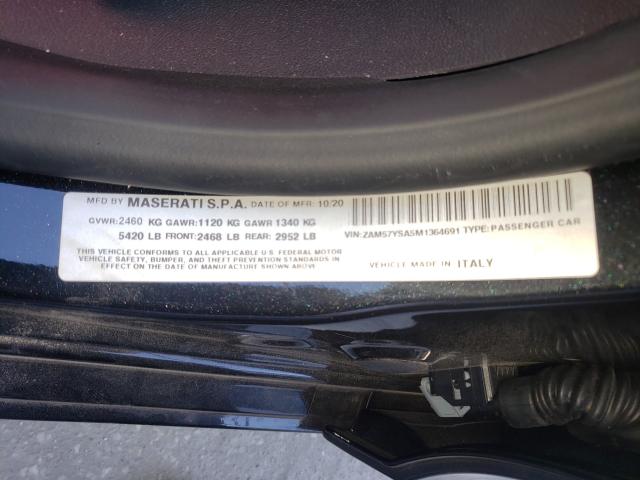 MFD BY MASERATI S.P.A. DATE OF MFR: 10/20
GVWR:2460 KG GAWR:1120 KG GAWR 1340 KG
5420 LB FRONT:2468 LB REAR: 2952 LB
THIS VEHICLE CONFORMS TO ALL APPLICABLE U.S. FEDERAL MOTOR
VEHICLE SAFETY, BUMPER, AND THEFT PREVENTION STANDARDS IN
EFFECT ON THE DATE OF MANUFACTURE SHOWN ABOVE.
VIN:ZAM57YSA5M1364691 TYPE:PASSENGER CAR
VEHICLE MADE IN ITALY